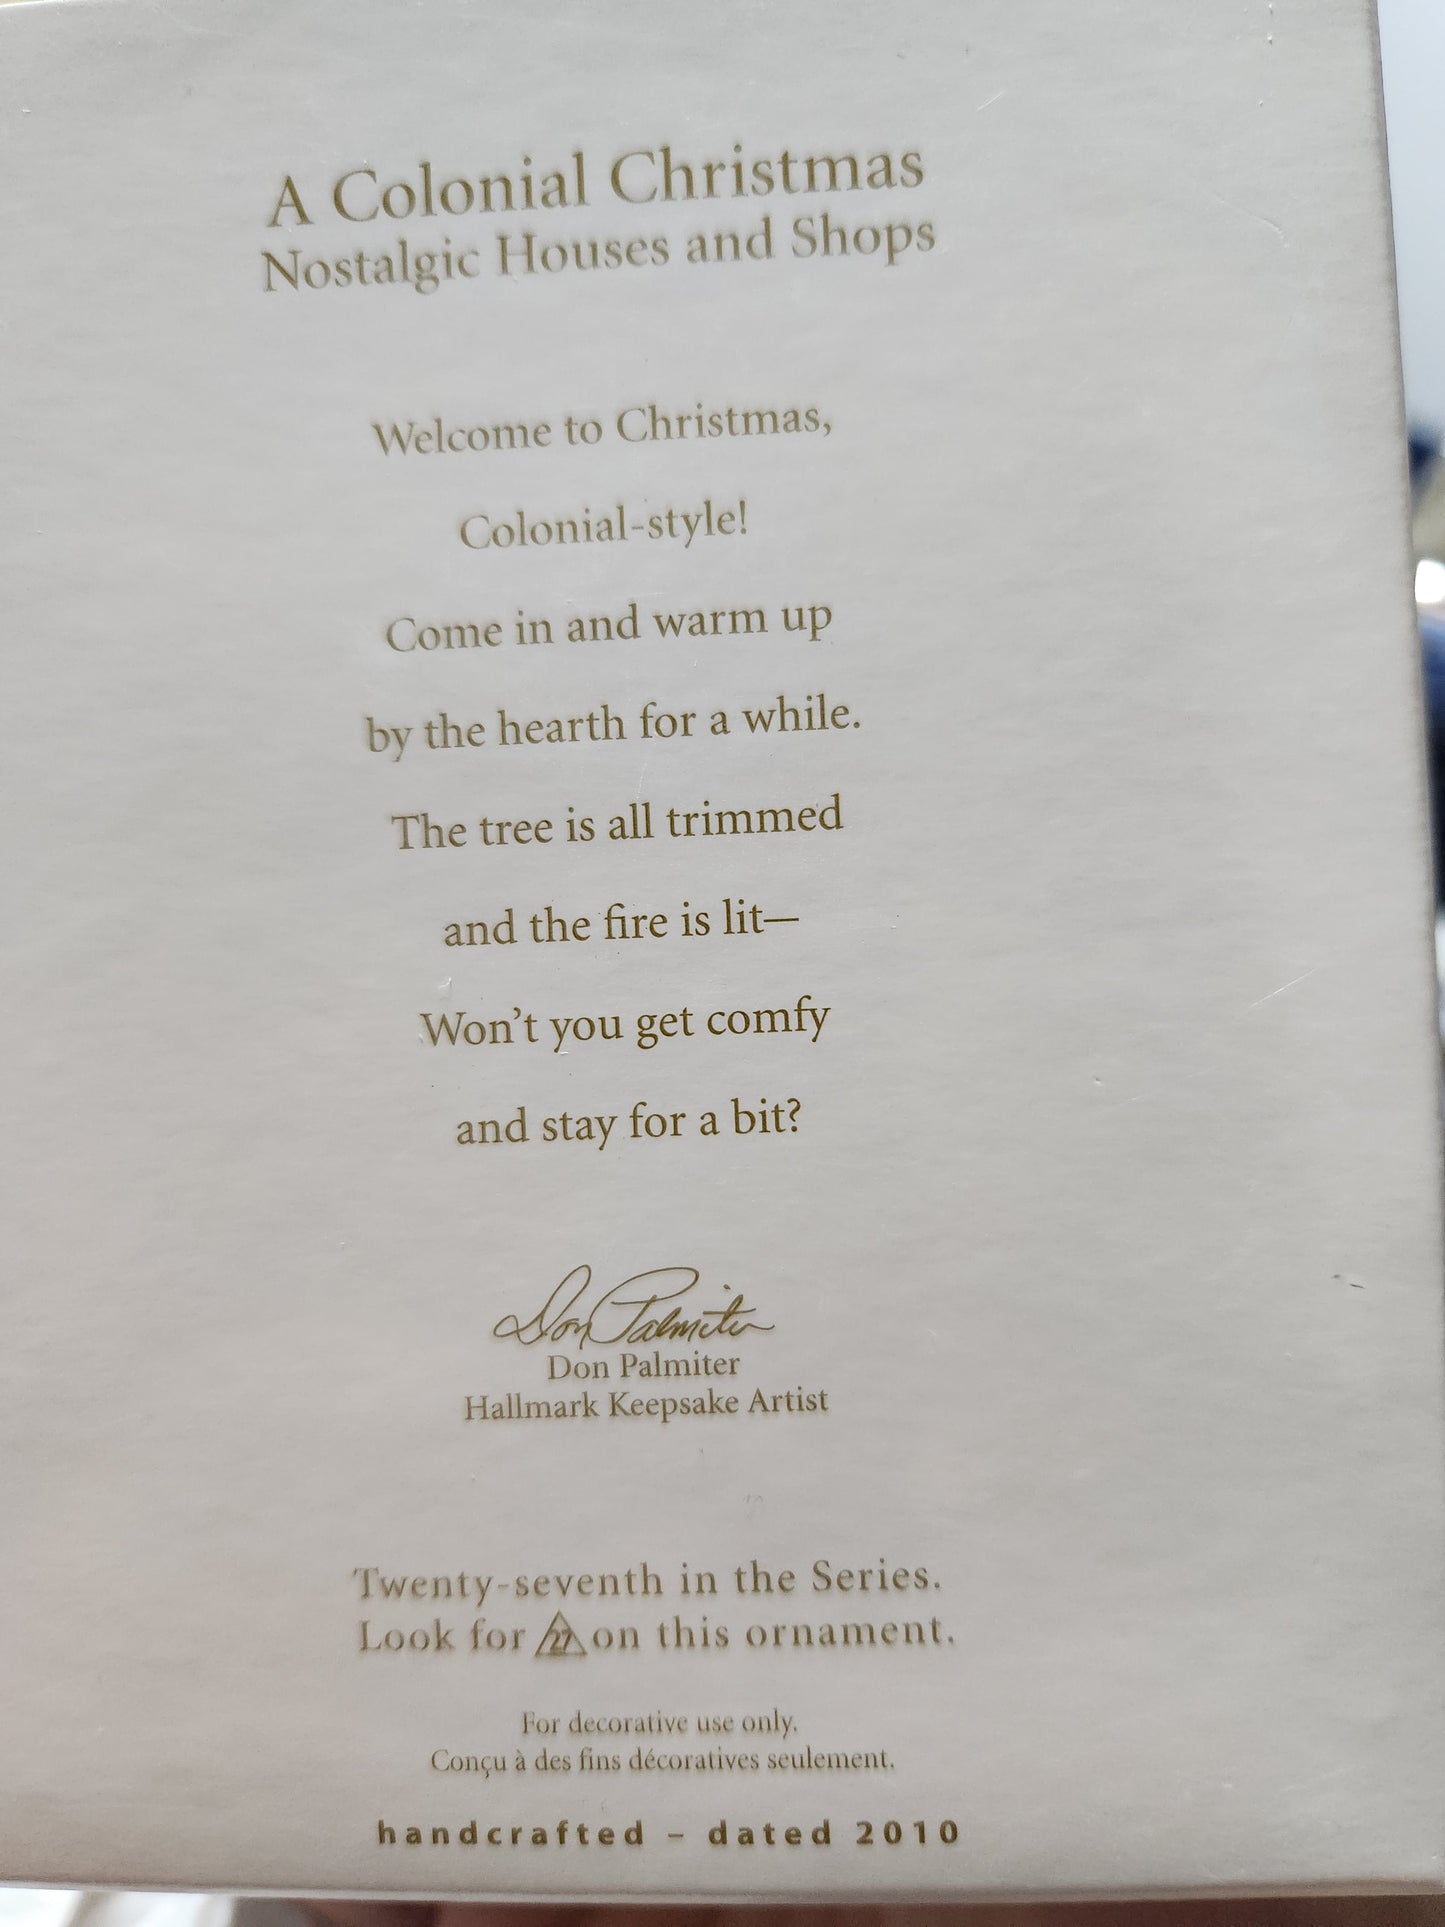 A Colonial Christmas
Nostalgic Houses and Shops
Welcome to Christmas,
Colonial-style!
Come in and warm up
by the hearth for a while.
The tree is all trimmed
and the fire is lit—
Won't you get comfy
and stay for a bit?
Don Palmiter
Don Palmiter
Hallmark Keepsake Artist
Twenty-seventh in the Series.
Look for 27 on this ornament.
For decorative use only.
Conçu à des fins décoratives seulement.
handcrafted – dated 2010